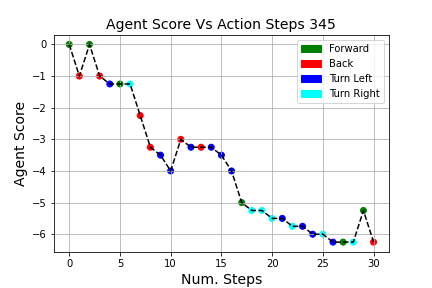 Agent Score Vs Action Steps 345
Agent Score
0
−1
−2
−3
−4
−5
−6
Forward
Back
Turn Left
Turn Right
0 5 10 15 20 25 30
Num. Steps